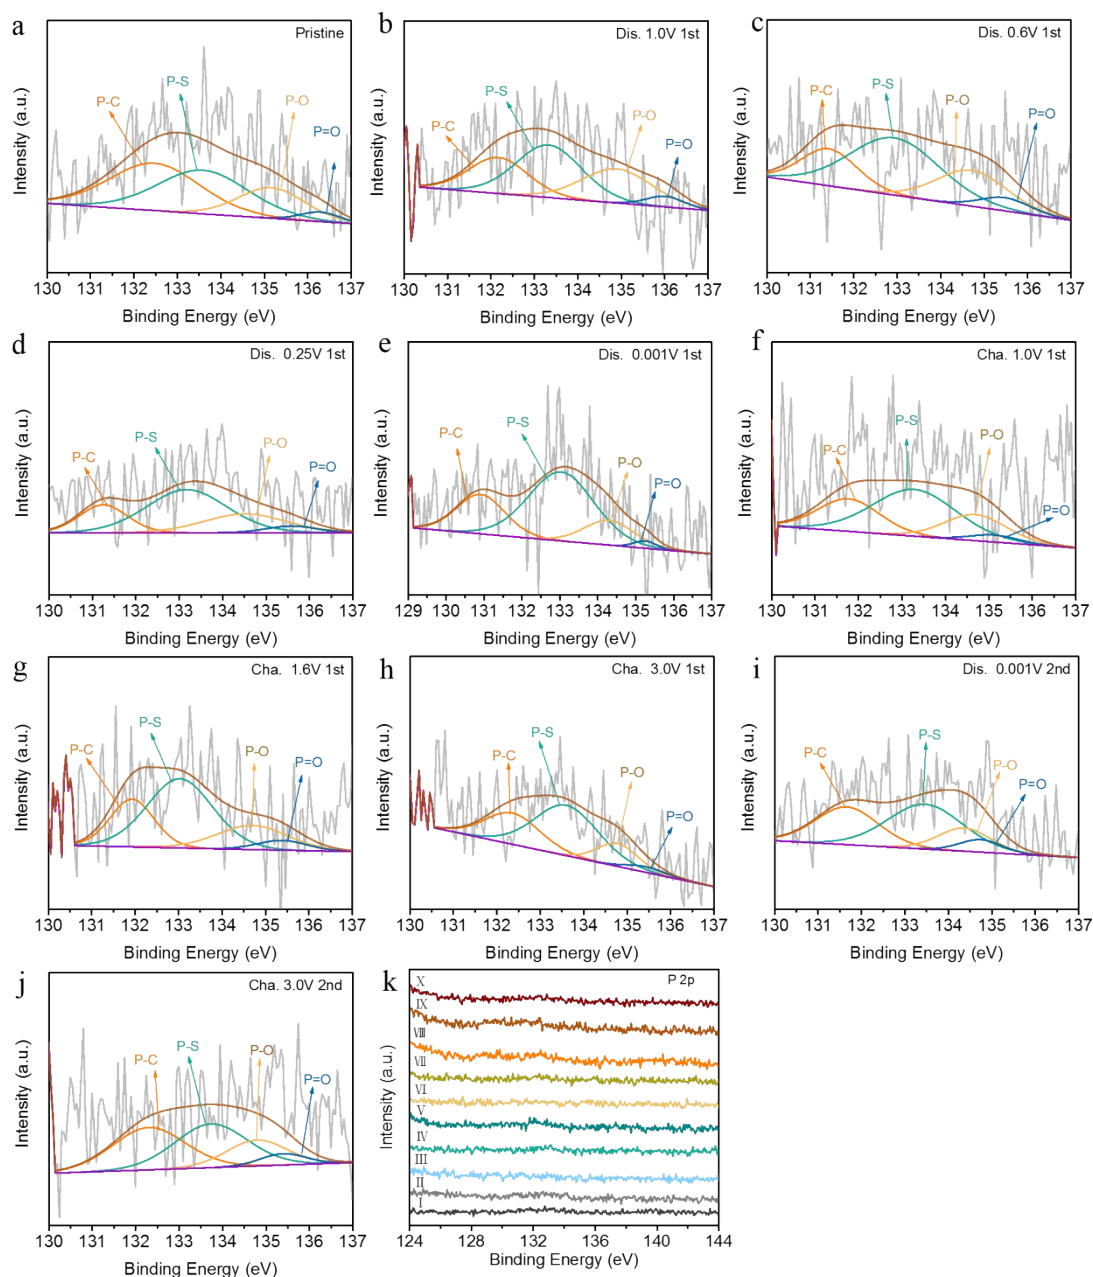 a
Pristine
P-C
P-S
P-O
P=O
Intensity (a.u.)
130 131 132 133 134 135 136 137
Binding Energy (eV)
b
Dis. 1.0V 1st
P-C
P-S
P-O
P=O
Intensity (a.u.)
130 131 132 133 134 135 136 137
Binding Energy (eV)
c
Dis. 0.6V 1st
P-C
P-S
P-O
P=O
Intensity (a.u.)
130 131 132 133 134 135 136 137
Binding Energy (eV)
d
Dis. 0.25V 1st
P-C
P-S
P-O
P=O
Intensity (a.u.)
130 131 132 133 134 135 136 137
Binding Energy (eV)
e
Dis. 0.001V 1st
P-C
P-S
P-O
P=O
Intensity (a.u.)
129 130 131 132 133 134 135 136 137
Binding Energy (eV)
f
Cha. 1.0V 1st
P-C
P-S
P-O
P=O
Intensity (a.u.)
130 131 132 133 134 135 136 137
Binding Energy (eV)
g
Cha. 1.6V 1st
P-C
P-S
P-O
P=O
Intensity (a.u.)
130 131 132 133 134 135 136 137
Binding Energy (eV)
h
Cha. 3.0V 1st
P-C
P-S
P-O
P=O
Intensity (a.u.)
130 131 132 133 134 135 136 137
Binding Energy (eV)
i
Dis. 0.001V 2nd
P-C
P-S
P-O
P=O
Intensity (a.u.)
130 131 132 133 134 135 136 137
Binding Energy (eV)
j
Cha. 3.0V 2nd
P-C
P-S
P-O
P=O
Intensity (a.u.)
130 131 132 133 134 135 136 137
Binding Energy (eV)
k
P 2p
X
IX
VIII
VII
VI
V
IV
III
II
I
Intensity (a.u.)
124 128 132 136 140 144
Binding Energy (eV)